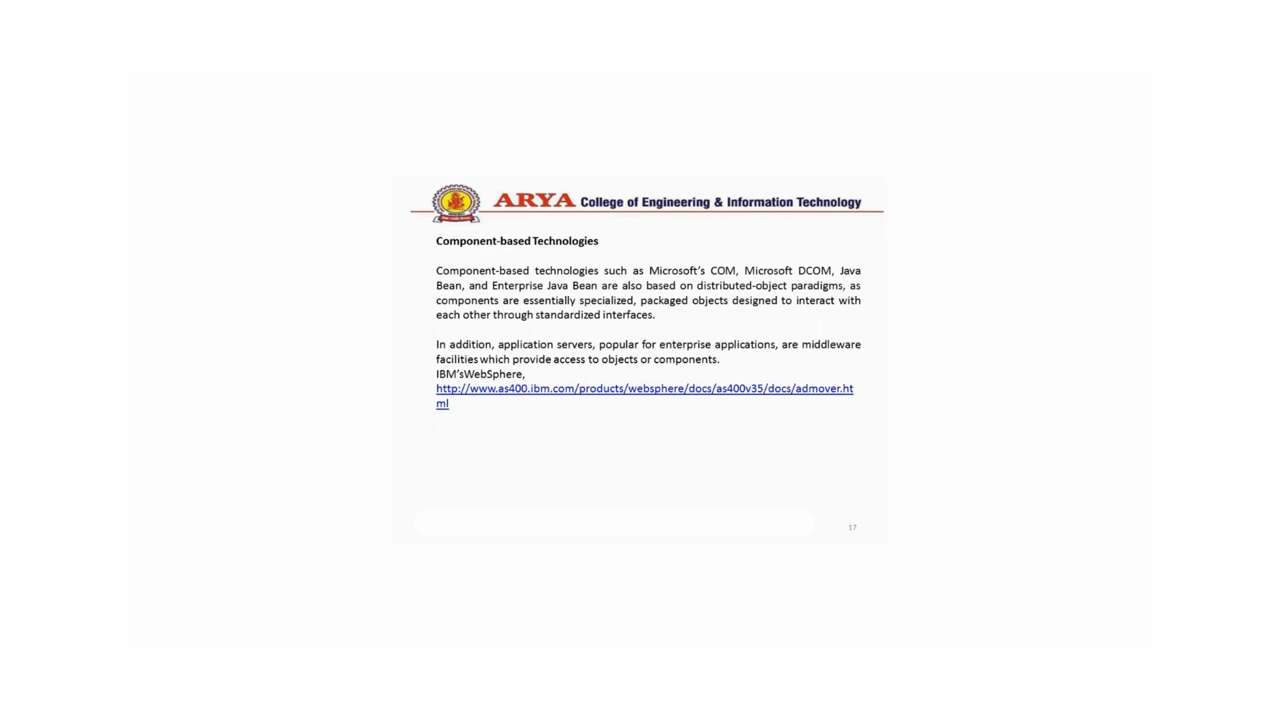 ARYA College of Engineering & Information Technology
Component-based Technologies
Component-based technologies such as Microsoft's COM, Microsoft DCOM, Java
Bean, and Enterprise Java Bean are also based on distributed-object paradigms, as
components are essentially specialized, packaged objects designed to interact with
each other through standardized interfaces.
In addition, application servers, popular for enterprise applications, are middleware
facilities which provide access to objects or components.
IBM'sWebSphere,
http://www.as400.ibm.com/products/websphere/docs/as400v35/docs/admover.ht
ml
17